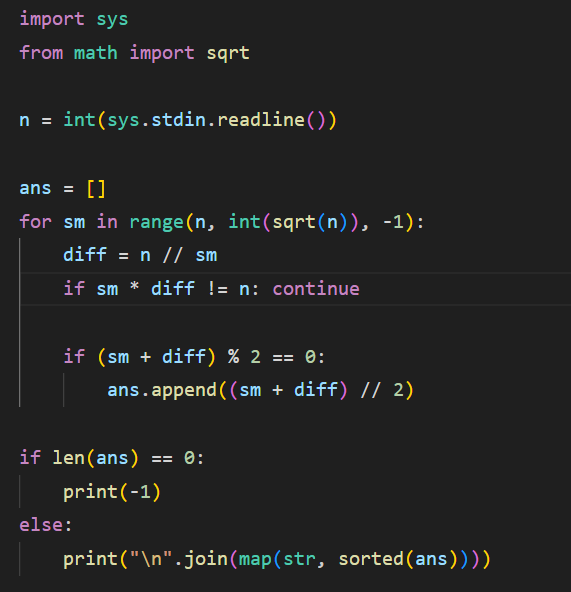 import sys
from math import sqrt
n = int(sys.stdin.readline())
ans = []
for sm in range(n, int(sqrt(n)), -1):
    diff = n // sm
    if sm * diff != n: continue
    if (sm + diff) % 2 == 0:
        ans.append((sm + diff) // 2)
if len(ans) == 0:
    print(-1)
else:
    print("\n".join(map(str, sorted(ans))))